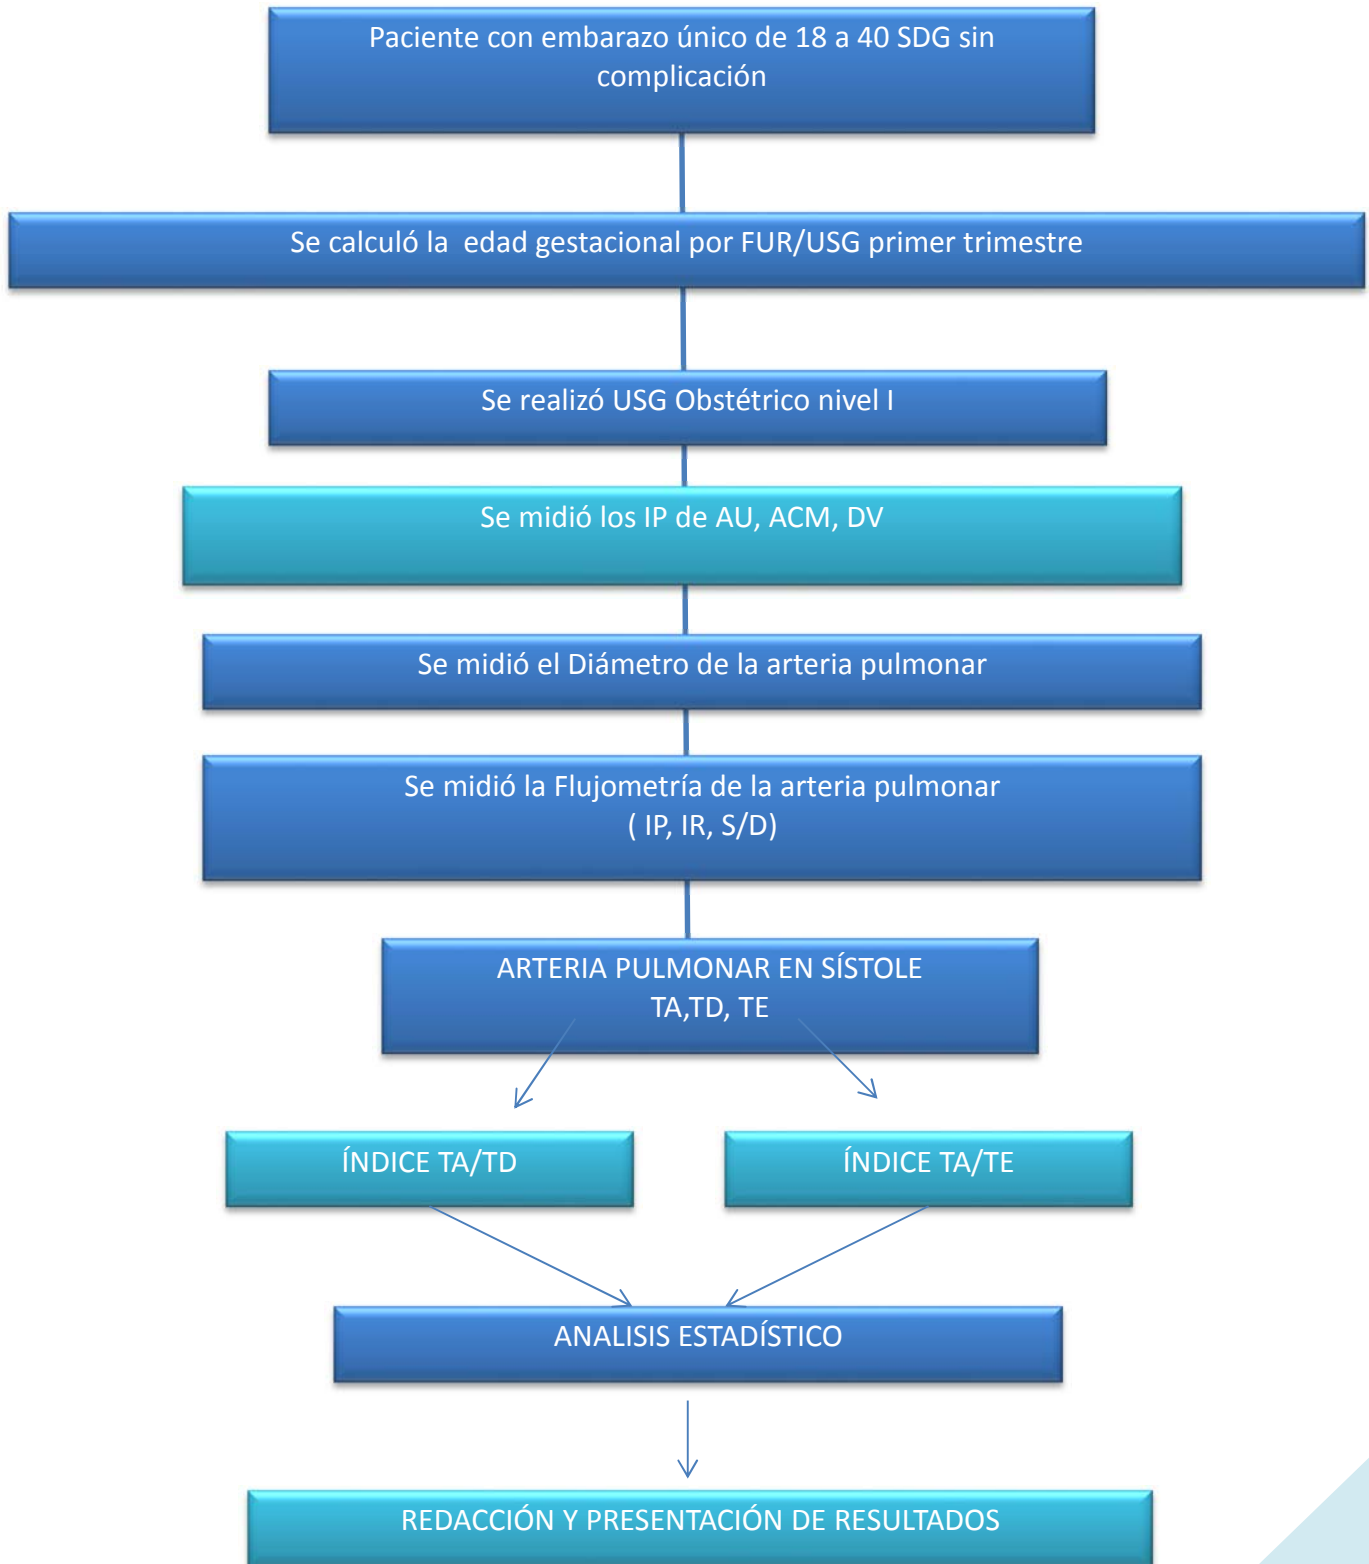 Paciente con embarazo único de 18 a 40 SDG sin
complicación
Se calculó la edad gestacional por FUR/USG primer trimestre
Se realizó USG Obstétrico nivel I
Se midió los IP de AU, ACM, DV
Se midió el Diámetro de la arteria pulmonar
Se midió la Flujometría de la arteria pulmonar
( IP, IR, S/D)
ARTERIA PULMONAR EN SÍSTOLE
TA,TD, TE
ÍNDICE TA/TD
ÍNDICE TA/TE
ANALISIS ESTADÍSTICO
REDACCIÓN Y PRESENTACIÓN DE RESULTADOS